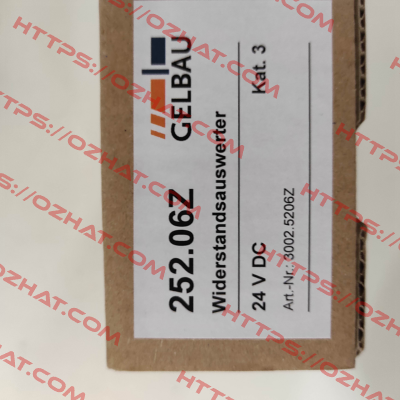 GELBAU
252.06Z
Widerstandsauswerter
24 V DC Kat. 3
Art.-Nr.: 3002.5206Z
HTTPS://OZHAT.COM